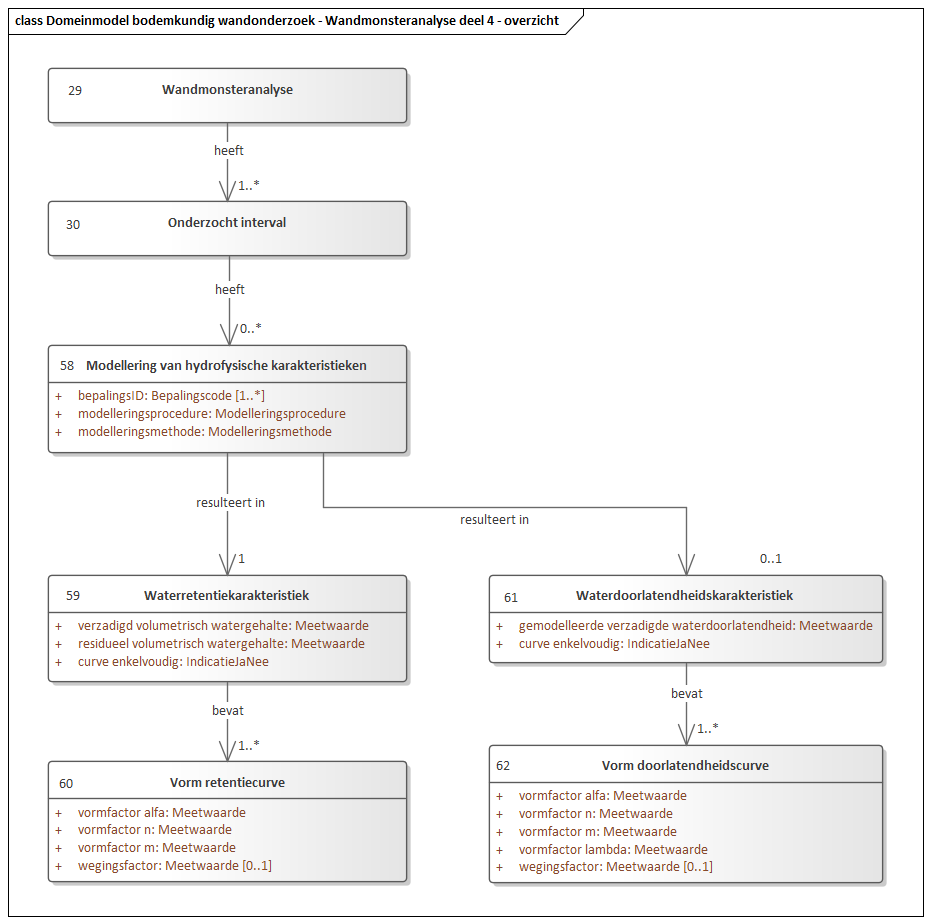 class Domeinmodel bodemkundig wandonderzoek - Wandmonsteranalyse deel 4 - overzicht
29 Wandmonsteranalyse
heeft
1..*
30 Onderzocht interval
heeft
0..*
58 Modellering van hydrofysische karakteristieken
+ bepalingsID: Bepalingscode [1..*]
+ modelleringsprocedure: Modelleringsprocedure
+ modelleringsmethode: Modelleringsmethode
resulteert in
1
59 Waterretentiekarakteristiek
+ verzadigd volumetrisch watergehalte: Meetwaarde
+ residueel volumetrisch watergehalte: Meetwaarde
+ curve enkelvoudig: IndicatieJaNee
bevat
1..*
60 Vorm retentiecurve
+ vormfactor alfa: Meetwaarde
+ vormfactor n: Meetwaarde
+ vormfactor m: Meetwaarde
+ wegingsfactor: Meetwaarde [0..1]
resulteert in
0..1
61 Waterdoorlatendheidskarakteristiek
+ gemodelleerde verzadigde waterdoorlatendheid: Meetwaarde
+ curve enkelvoudig: IndicatieJaNee
bevat
1..*
62 Vorm doorlatendheidscurve
+ vormfactor alfa: Meetwaarde
+ vormfactor n: Meetwaarde
+ vormfactor m: Meetwaarde
+ vormfactor lambda: Meetwaarde
+ wegingsfactor: Meetwaarde [0..1]